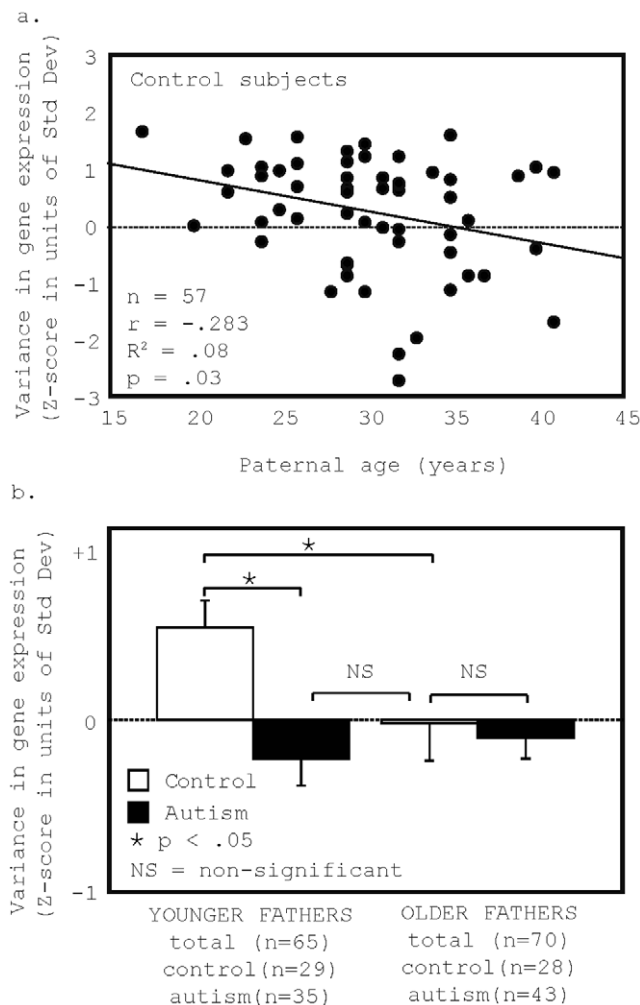 a.
Variance in gene expression
(Z-score in units of Std Dev)
3
2
1
0
-1
-2
-3
Control subjects
n = 57
r = -.283
R² = .08
p = .03
15 20 25 30 35 40 45
Paternal age (years)
b.
Variance in gene expression
(Z-score in units of Std Dev)
+1
0
-1
*
*
NS NS
Control
Autism
* p < .05
NS = non-significant
YOUNGER FATHERS
total (n=65)
control(n=29)
autism(n=35)
OLDER FATHERS
total (n=70)
control(n=28)
autism(n=43)